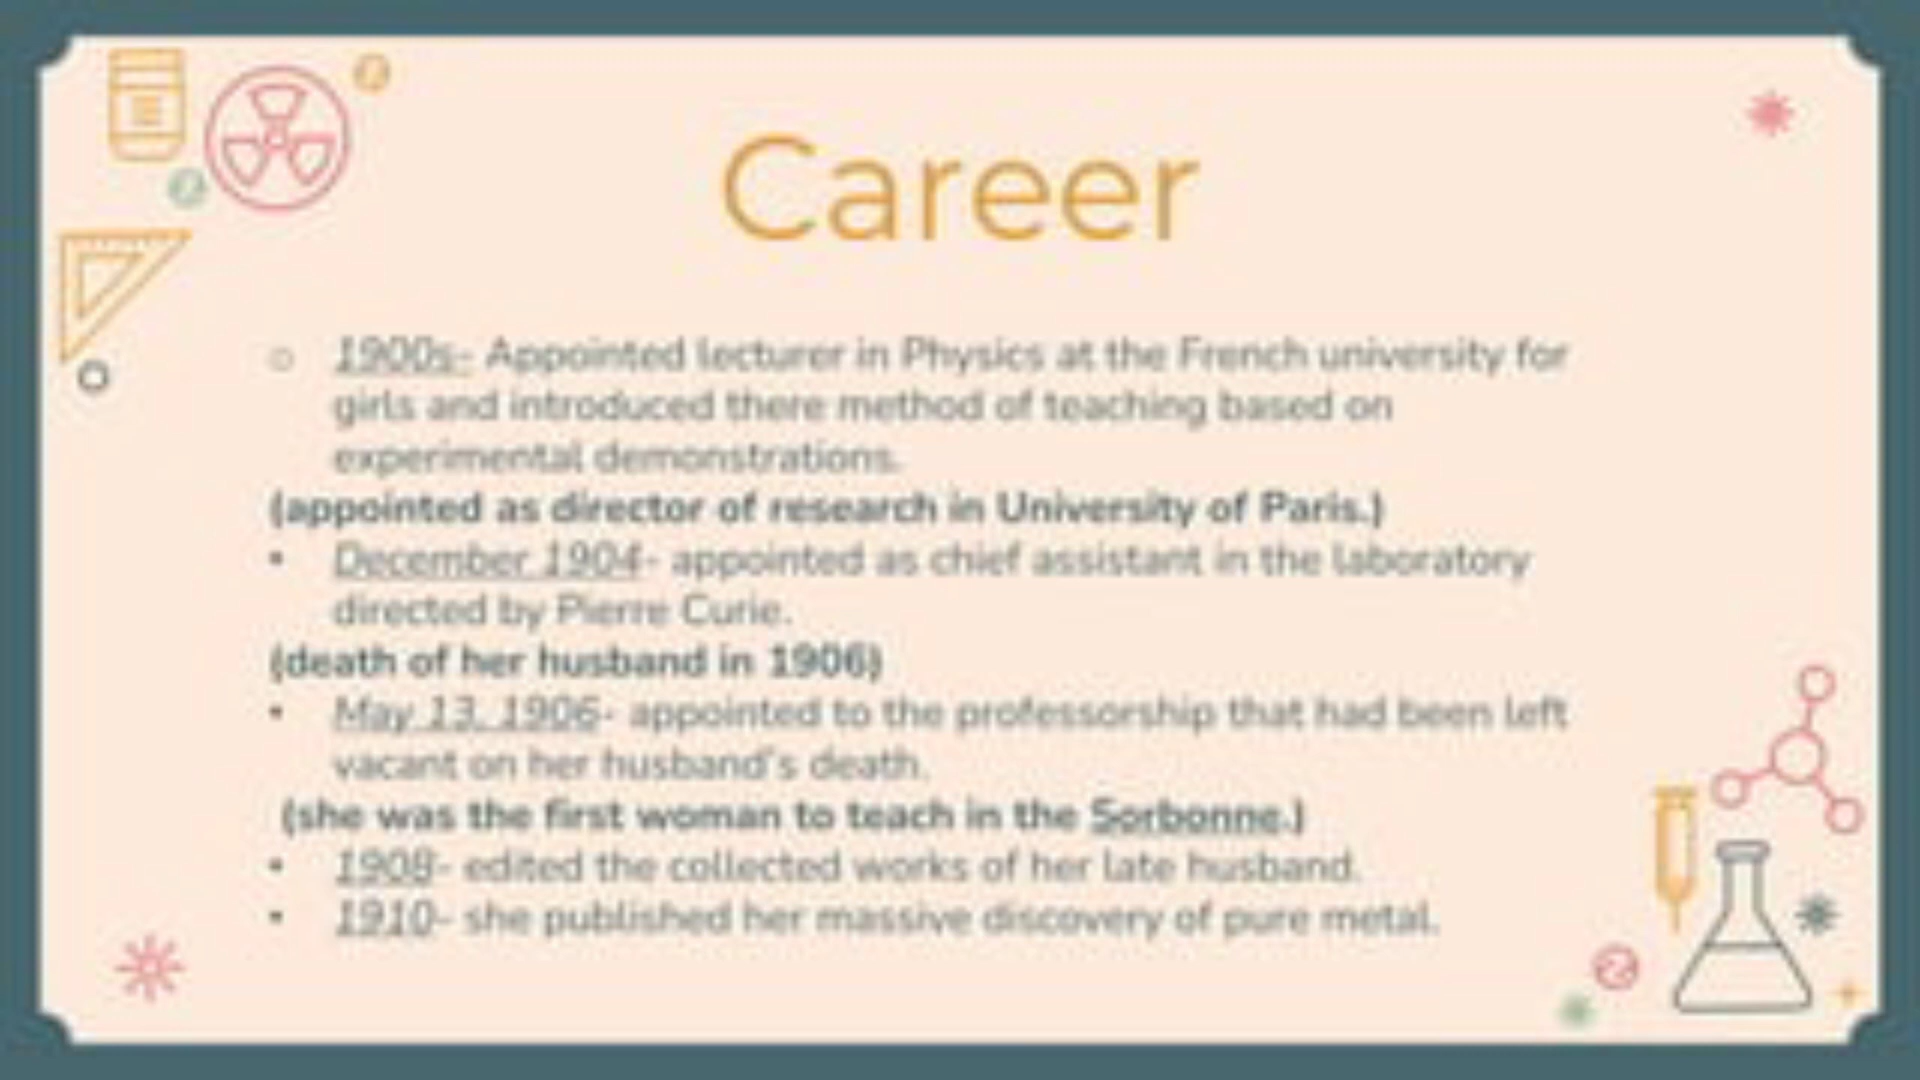 Career
○ 1900s- Appointed lecturer in Physics at the French university for
girls and introduced there method of teaching based on
experimental demonstrations.
(appointed as director of research in University of Paris.)
• December 1904- appointed as chief assistant in the laboratory
directed by Pierre Curie.
(death of her husband in 1906)
• May 13, 1906- appointed to the professorship that had been left
vacant on her husband's death.
(she was the first woman to teach in the Sorbonne.)
• 1908- edited the collected works of her late husband.
• 1910- she published her massive discovery of pure metal.